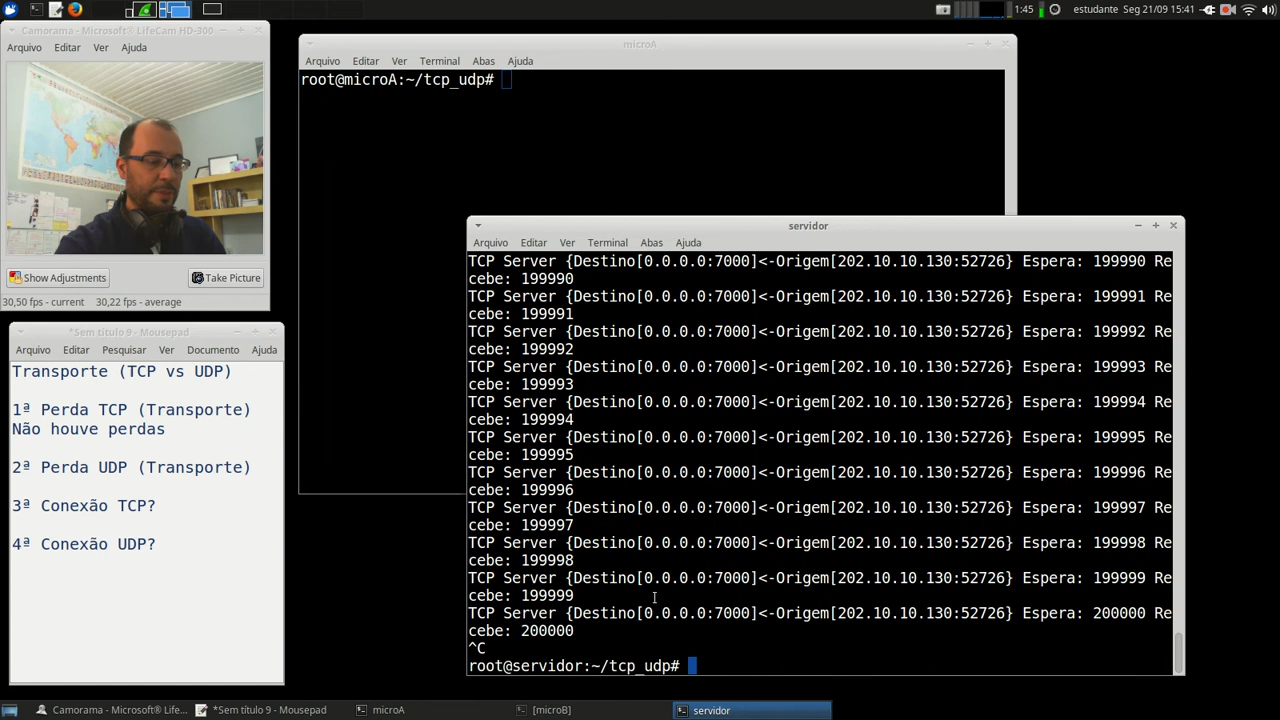 1:45
estudante Seg 21/09 15:41
Camorama - Microsoft® LifeCam HD-300
Arquivo Editar Ver Ajuda
Show Adjustments Take Picture
30,50 fps - current 30,22 fps - average
microA
Arquivo Editar Ver Terminal Abas Ajuda
root@microA:~/tcp_udp#
*Sem título 9 - Mousepad
Arquivo Editar Pesquisar Ver Documento Ajuda
Transporte (TCP vs UDP)
1ª Perda TCP (Transporte)
Não houve perdas
2ª Perda UDP (Transporte)
3ª Conexão TCP?
4ª Conexão UDP?
servidor
Arquivo Editar Ver Terminal Abas Ajuda
TCP Server {Destino[0.0.0.0:7000]<-Origem[202.10.10.130:52726} Espera: 199990 Re
cebe: 199990
TCP Server {Destino[0.0.0.0:7000]<-Origem[202.10.10.130:52726} Espera: 199991 Re
cebe: 199991
TCP Server {Destino[0.0.0.0:7000]<-Origem[202.10.10.130:52726} Espera: 199992 Re
cebe: 199992
TCP Server {Destino[0.0.0.0:7000]<-Origem[202.10.10.130:52726} Espera: 199993 Re
cebe: 199993
TCP Server {Destino[0.0.0.0:7000]<-Origem[202.10.10.130:52726} Espera: 199994 Re
cebe: 199994
TCP Server {Destino[0.0.0.0:7000]<-Origem[202.10.10.130:52726} Espera: 199995 Re
cebe: 199995
TCP Server {Destino[0.0.0.0:7000]<-Origem[202.10.10.130:52726} Espera: 199996 Re
cebe: 199996
TCP Server {Destino[0.0.0.0:7000]<-Origem[202.10.10.130:52726} Espera: 199997 Re
cebe: 199997
TCP Server {Destino[0.0.0.0:7000]<-Origem[202.10.10.130:52726} Espera: 199998 Re
cebe: 199998
TCP Server {Destino[0.0.0.0:7000]<-Origem[202.10.10.130:52726} Espera: 199999 Re
cebe: 199999
TCP Server {Destino[0.0.0.0:7000]<-Origem[202.10.10.130:52726} Espera: 200000 Re
cebe: 200000
^C
root@servidor:~/tcp_udp#
Camorama - Microsoft® Life... *Sem título 9 - Mousepad microA [microB] servidor